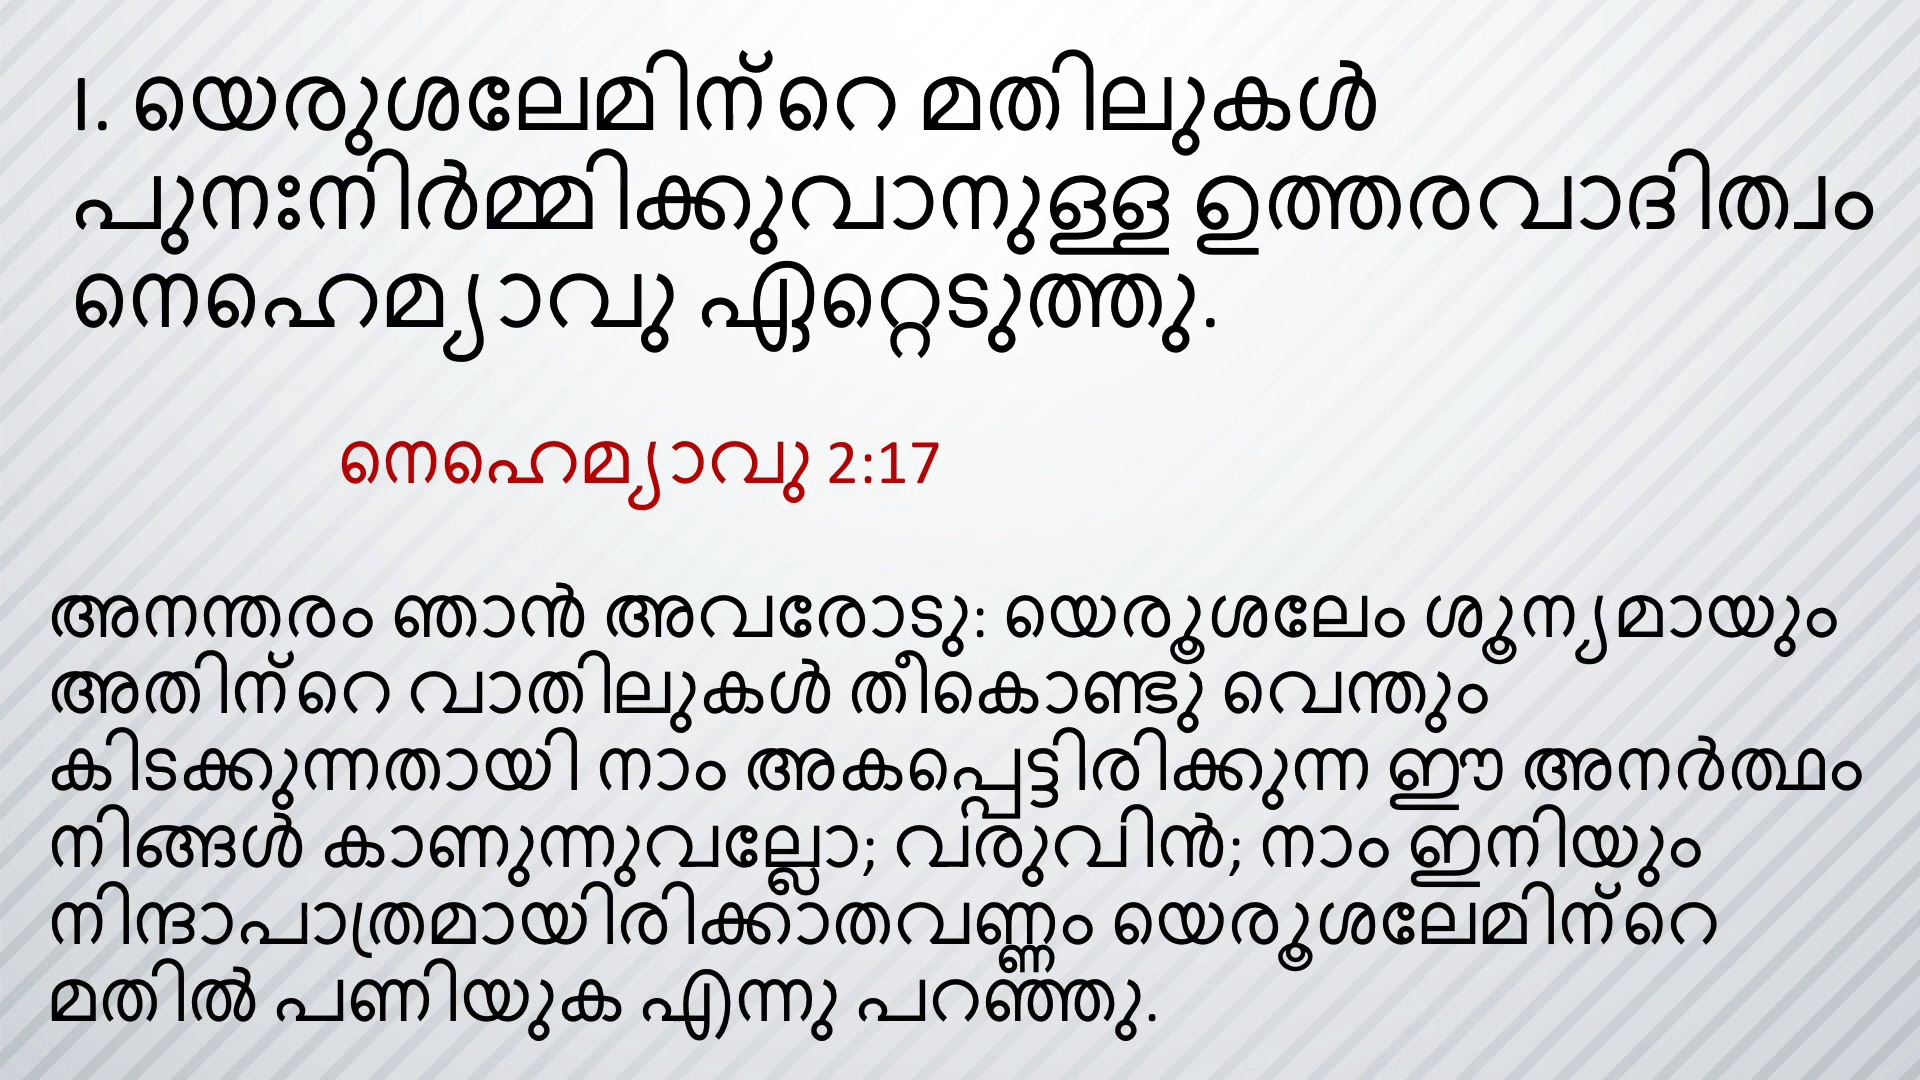 I. യെരുശലേമിന്‍റെ മതിലുകൾ
പുനഃനിർമ്മിക്കുവാനുള്ള ഉത്തരവാദിത്വം
നെഹെമ്യാവു ഏറ്റെടുത്തു.
നെഹെമ്യാവു 2:17
അനന്തരം ഞാൻ അവരോടു: യെരൂശലേം ശൂന്യമായും
അതിന്‍റെ വാതിലുകൾ തീകൊണ്ടു വെന്തും
കിടക്കുന്നതായി നാം അകപ്പെട്ടിരിക്കുന്ന ഈ അനർത്ഥം
നിങ്ങൾ കാണുന്നുവല്ലോ; വരുവിൻ; നാം ഇനിയും
നിന്ദാപാത്രമായിരിക്കാതവണ്ണം യെരൂശലേമിന്‍റെ
മതിൽ പണിയുക എന്നു പറഞ്ഞു.